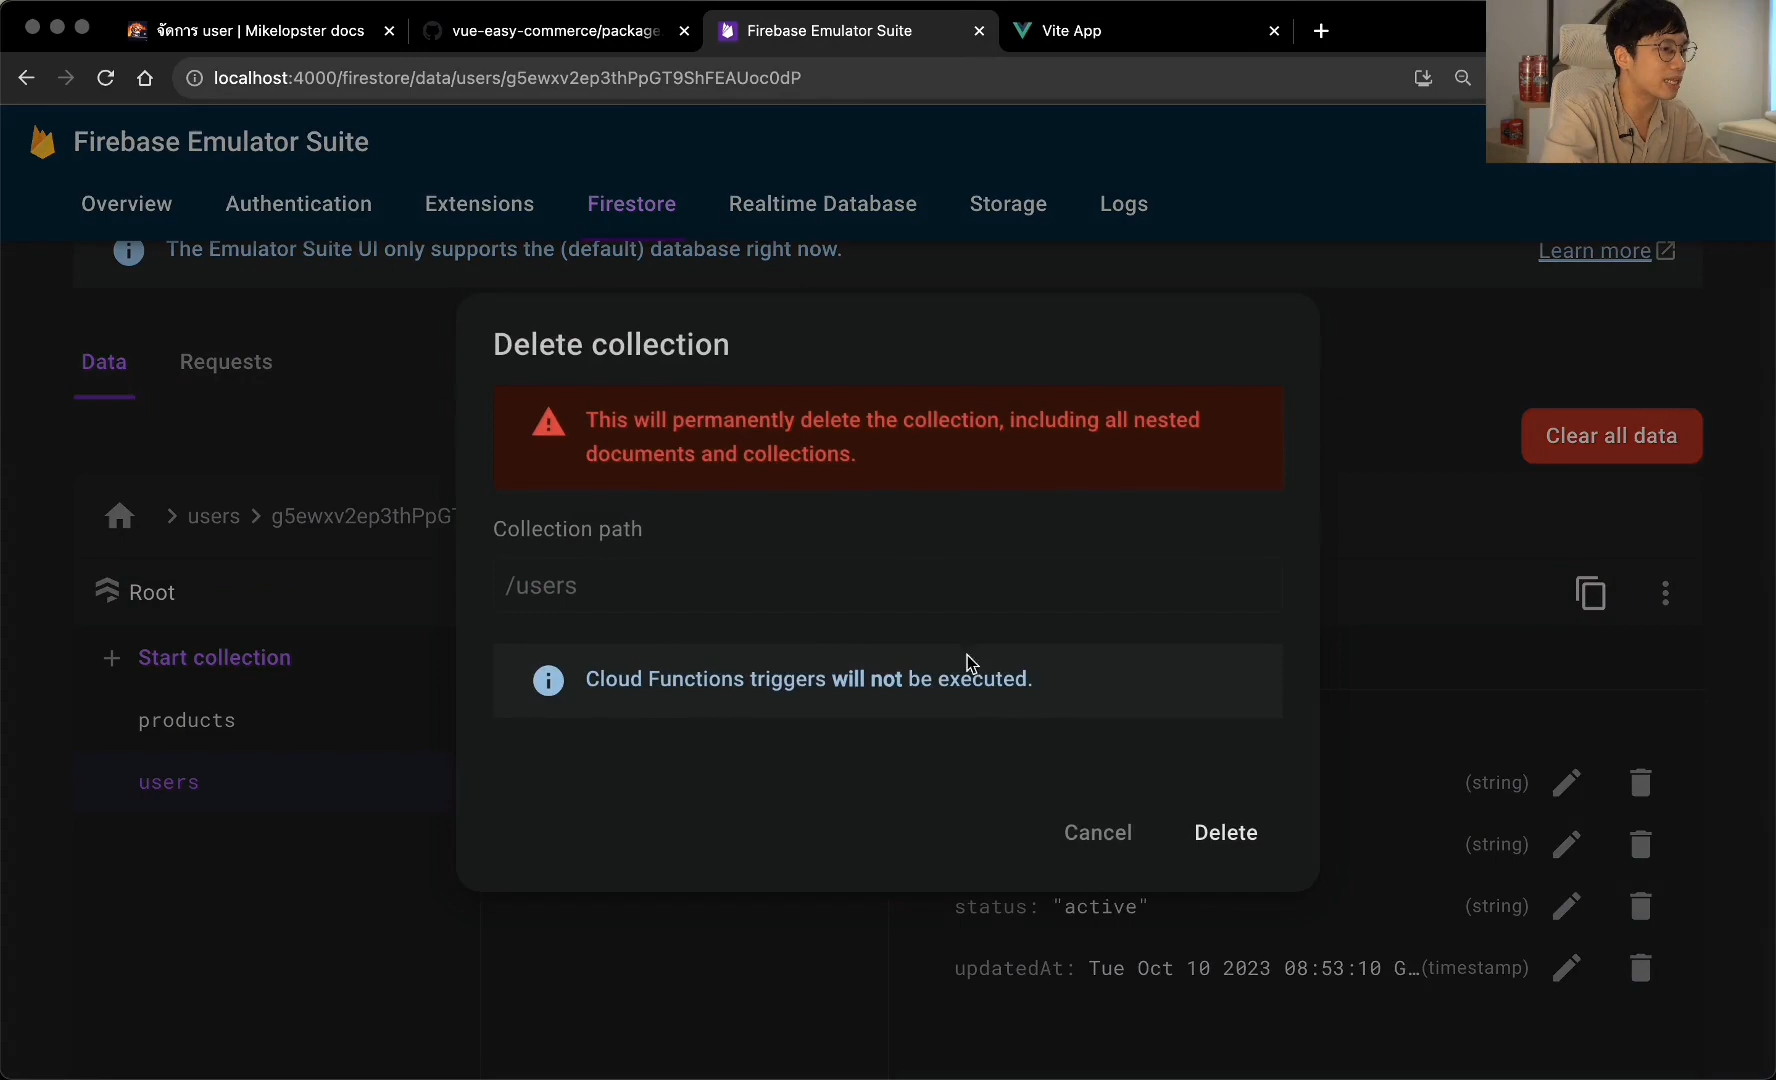 จัดการ user | Mikelopster docs
vue-easy-commerce/package
Firebase Emulator Suite
Vite App
localhost:4000/firestore/data/users/g5ewxv2ep3thPpGT9ShFEAUoc0dP
Firebase Emulator Suite
Overview
Authentication
Extensions
Firestore
Realtime Database
Storage
Logs
The Emulator Suite UI only supports the (default) database right now.
Learn more
Data
Requests
Clear all data
Delete collection
This will permanently delete the collection, including all nested
documents and collections.
Collection path
/users
Cloud Functions triggers will not be executed.
Cancel
Delete
users
g5ewxv2ep3thPpGT
Root
Start collection
products
users
(string)
(string)
status: "active"
(string)
updatedAt: Tue Oct 10 2023 08:53:10 G…(timestamp)